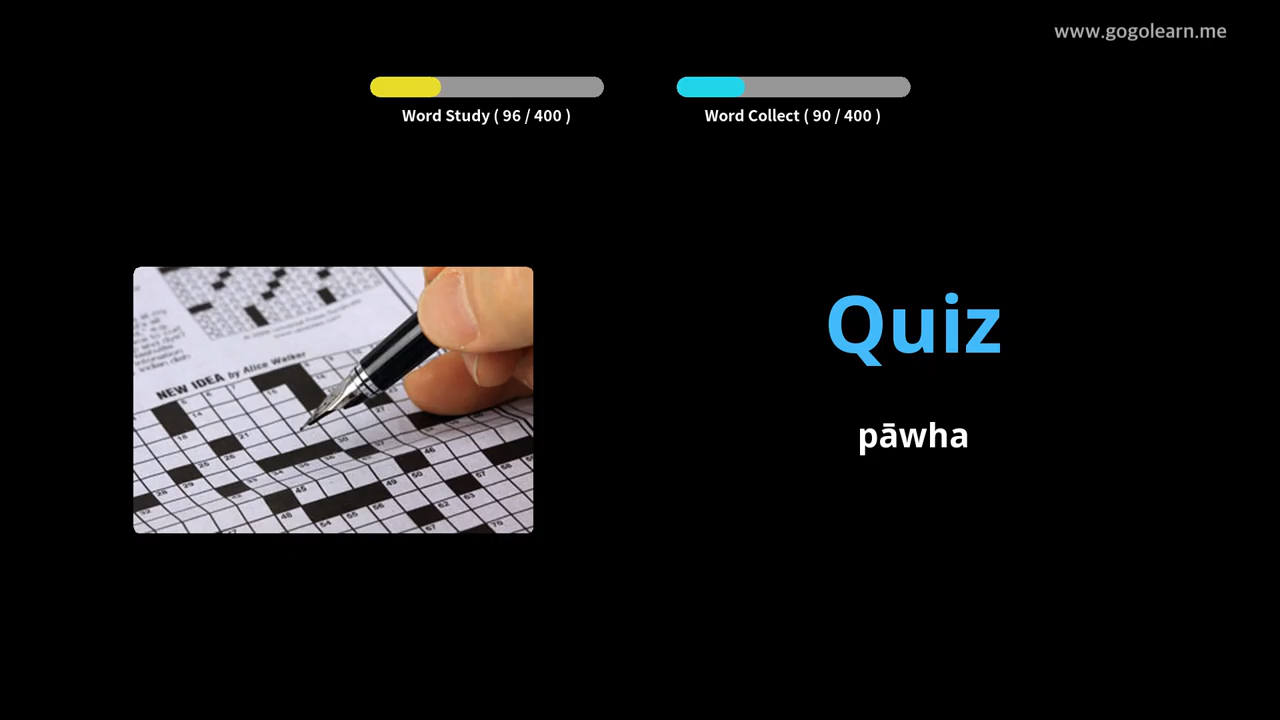 www.gogolearn.me
Word Study ( 96 / 400 )
Word Collect ( 90 / 400 )
Quiz
pāwha
NEW IDEA by Alice Walker